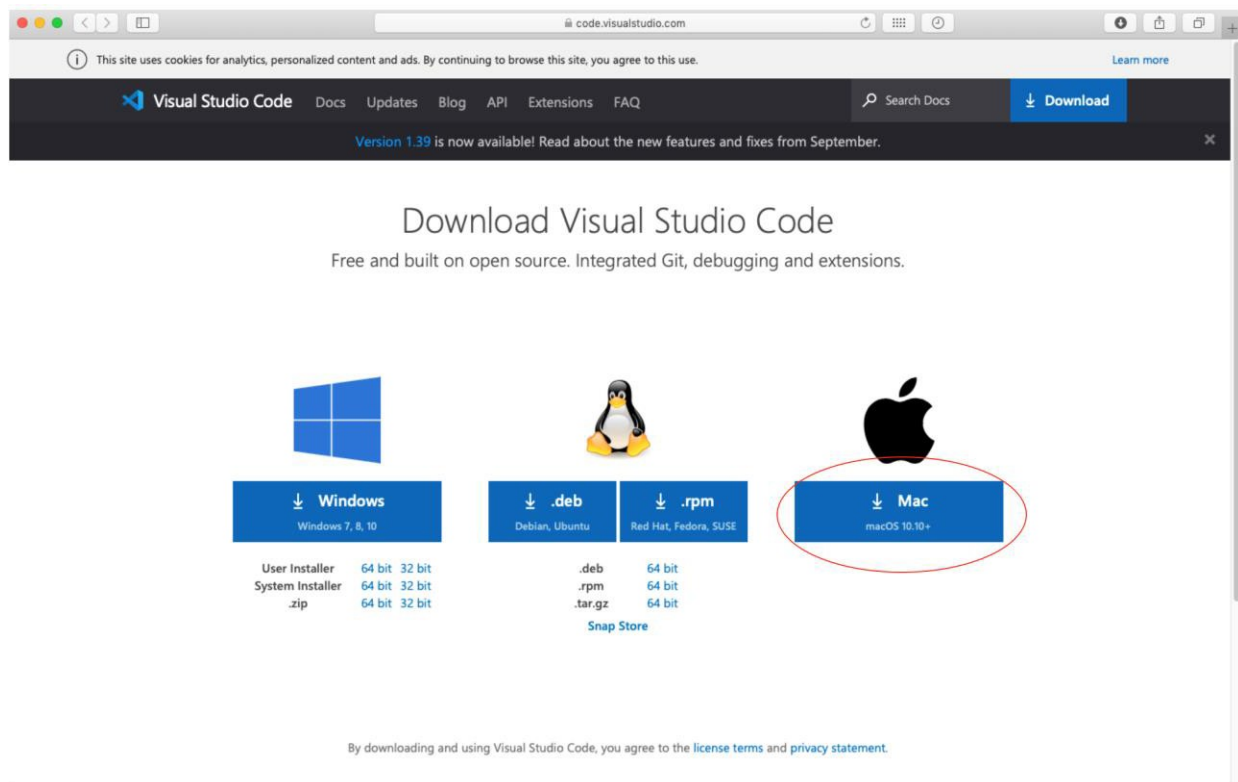 code.visualstudio.com
This site uses cookies for analytics, personalized content and ads. By continuing to browse this site, you agree to this use. Learn more
Visual Studio Code Docs Updates Blog API Extensions FAQ Search Docs Download
Version 1.39 is now available! Read about the new features and fixes from September.
Download Visual Studio Code
Free and built on open source. Integrated Git, debugging and extensions.
Windows
Windows 7, 8, 10
.deb
Debian, Ubuntu
.rpm
Red Hat, Fedora, SUSE
Mac
macOS 10.10+
User Installer 64 bit 32 bit
System Installer 64 bit 32 bit
.zip 64 bit 32 bit
.deb 64 bit
.rpm 64 bit
.tar.gz 64 bit
Snap Store
By downloading and using Visual Studio Code, you agree to the license terms and privacy statement.